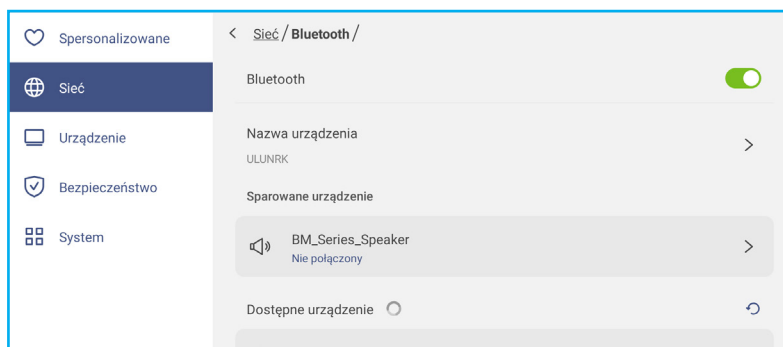 Spersonalizowane
Sieć
Urządzenie
Bezpieczeństwo
System
Sieć / Bluetooth /
Bluetooth
Nazwa urządzenia
ULUNRK
Sparowane urządzenie
BM_Series_Speaker
Nie połączony
Dostępne urządzenie